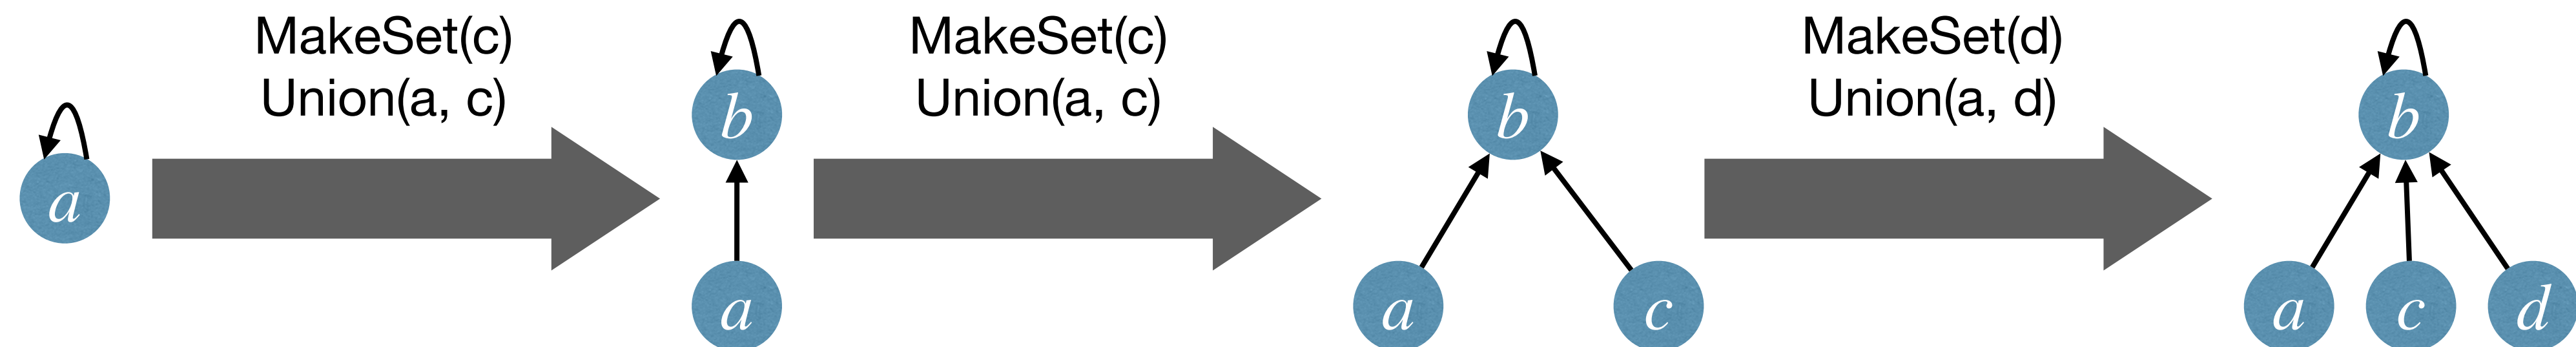 a
MakeSet(c)
Union(a, c)
b
a
MakeSet(c)
Union(a, c)
b
a c
MakeSet(d)
Union(a, d)
b
a c d